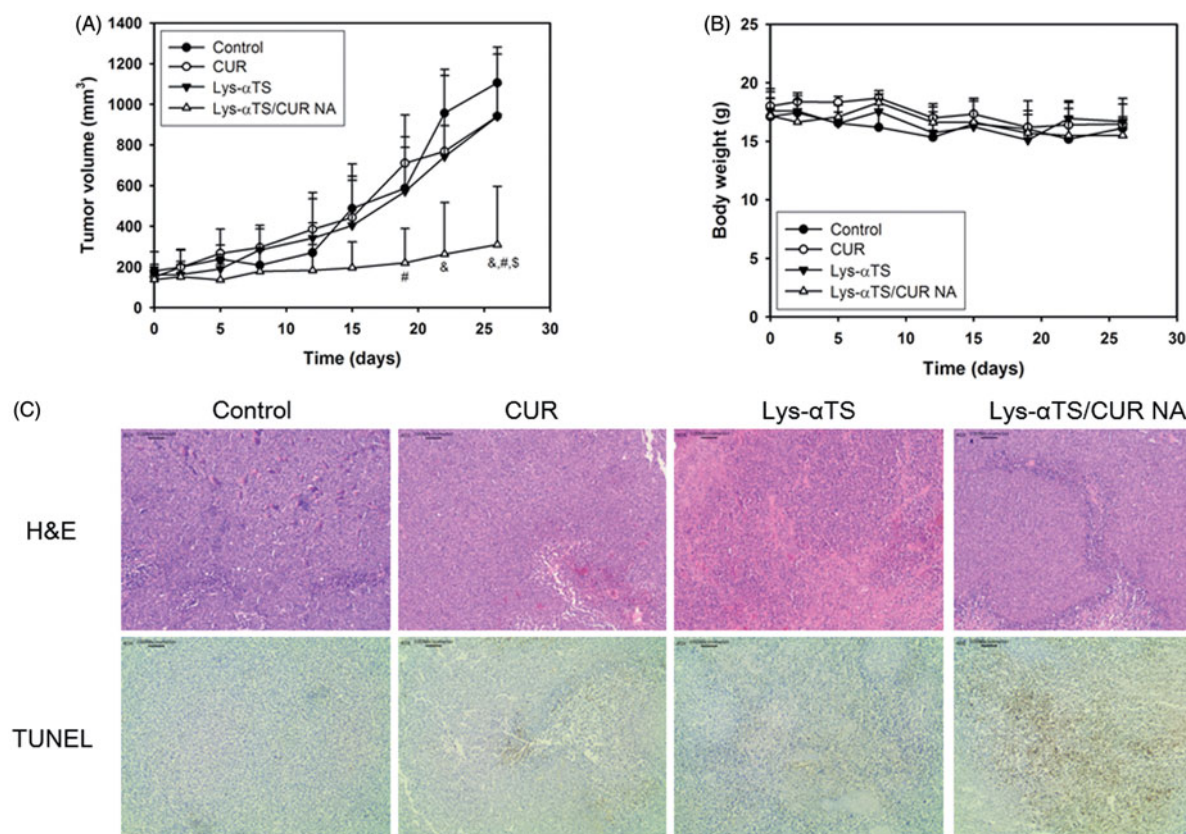 (A)
Tumor volume (mm³)
1400
1200
1000
800
600
400
200
0
Control
CUR
Lys-αTS
Lys-αTS/CUR NA
#
&
&,#,$
0 5 10 15 20 25 30
Time (days)
(B)
Body weight (g)
25
20
15
10
5
0
Control
CUR
Lys-αTS
Lys-αTS/CUR NA
0 5 10 15 20 25 30
Time (days)
(C)
Control CUR Lys-αTS Lys-αTS/CUR NA
H&E
TUNEL